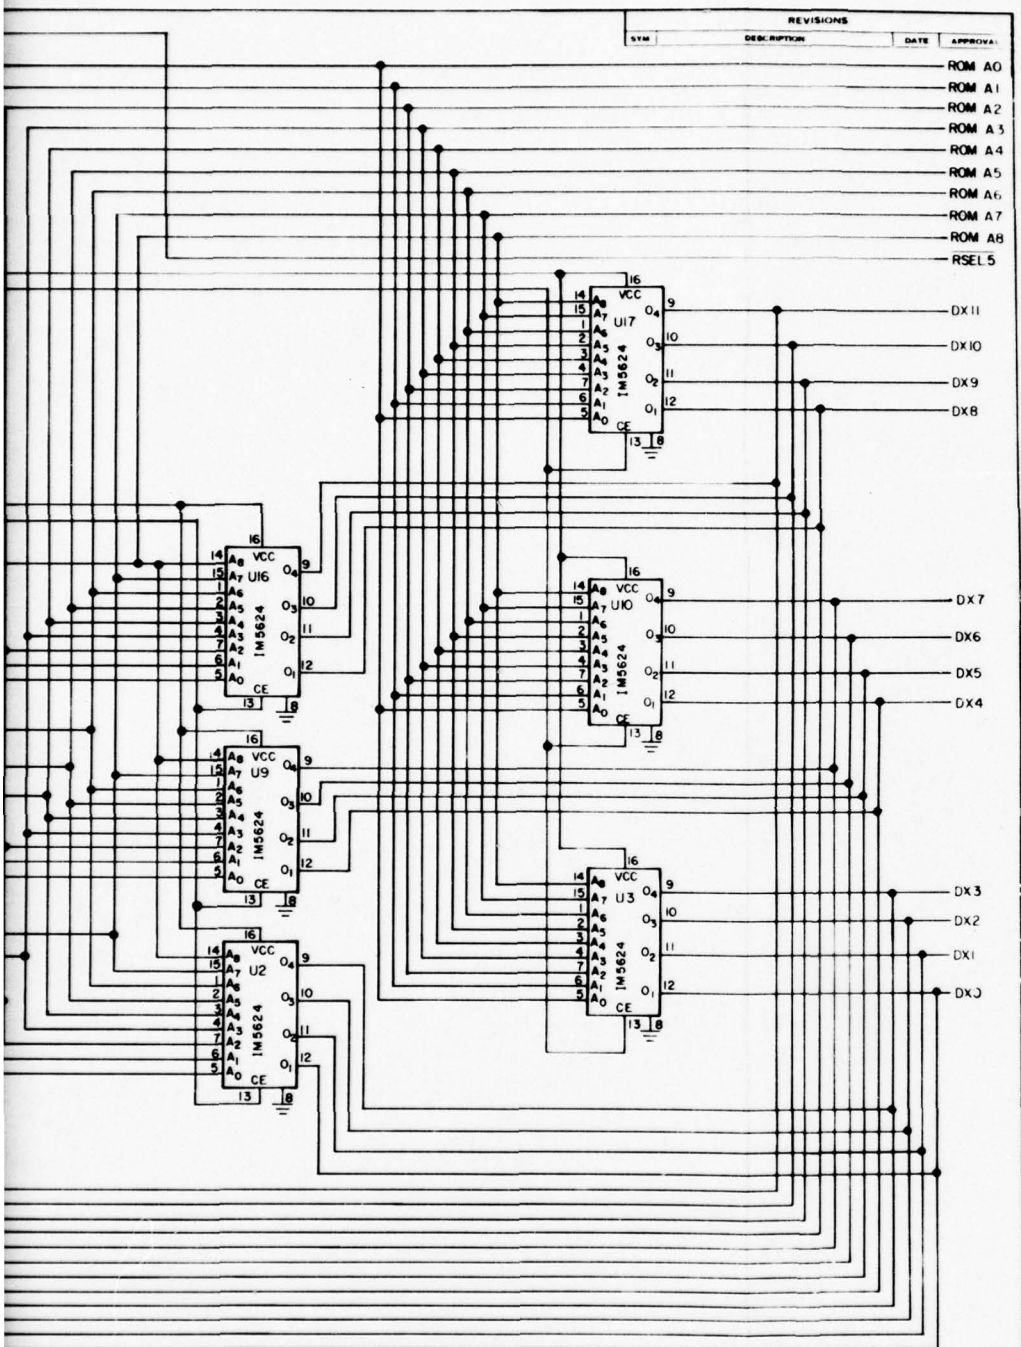 REVISIONS
SYM DESCRIPTION DATE APPROVAL
ROM A0
ROM A1
ROM A2
ROM A3
ROM A4
ROM A5
ROM A6
ROM A7
ROM A8
RSEL5
16
VCC
U17
IM5624
14 A8
15 A7
1 A6
2 A5
3 A4
4 A3
7 A2
6 A1
5 A0
O4 9
O3 10
O2 11
O1 12
CE
13 8
DX11
DX10
DX9
DX8
16
VCC
U16
IM5624
14 A8
15 A7
1 A6
2 A5
3 A4
4 A3
7 A2
6 A1
5 A0
O4 9
O3 10
O2 11
O1 12
CE
13 8
16
VCC
U10
IM5624
14 A8
15 A7
1 A6
2 A5
3 A4
4 A3
7 A2
6 A1
5 A0
O4 9
O3 10
O2 11
O1 12
CE
13 8
DX7
DX6
DX5
DX4
16
VCC
U9
IM5624
14 A8
15 A7
1 A6
2 A5
3 A4
4 A3
7 A2
6 A1
5 A0
O4 9
O3 10
O2 11
O1 12
CE
13 8
16
VCC
U3
IM5624
14 A8
15 A7
1 A6
2 A5
3 A4
4 A3
7 A2
6 A1
5 A0
O4 9
O3 10
O2 11
O1 12
CE
13 8
DX3
DX2
DX1
DX0
16
VCC
U2
IM5624
14 A8
15 A7
1 A6
2 A5
3 A4
4 A3
7 A2
6 A1
5 A0
O4 9
O3 10
O2 11
O1 12
CE
13 8